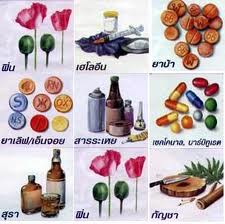 ฝิ่น
เฮโลอีน
ยาบ้า
ยาเลิฟ/เอ็นจอย
สารระเหย
เซคโคนาล, บาร์บิทูเรต
สุรา
ฝิ่น
กัญชา